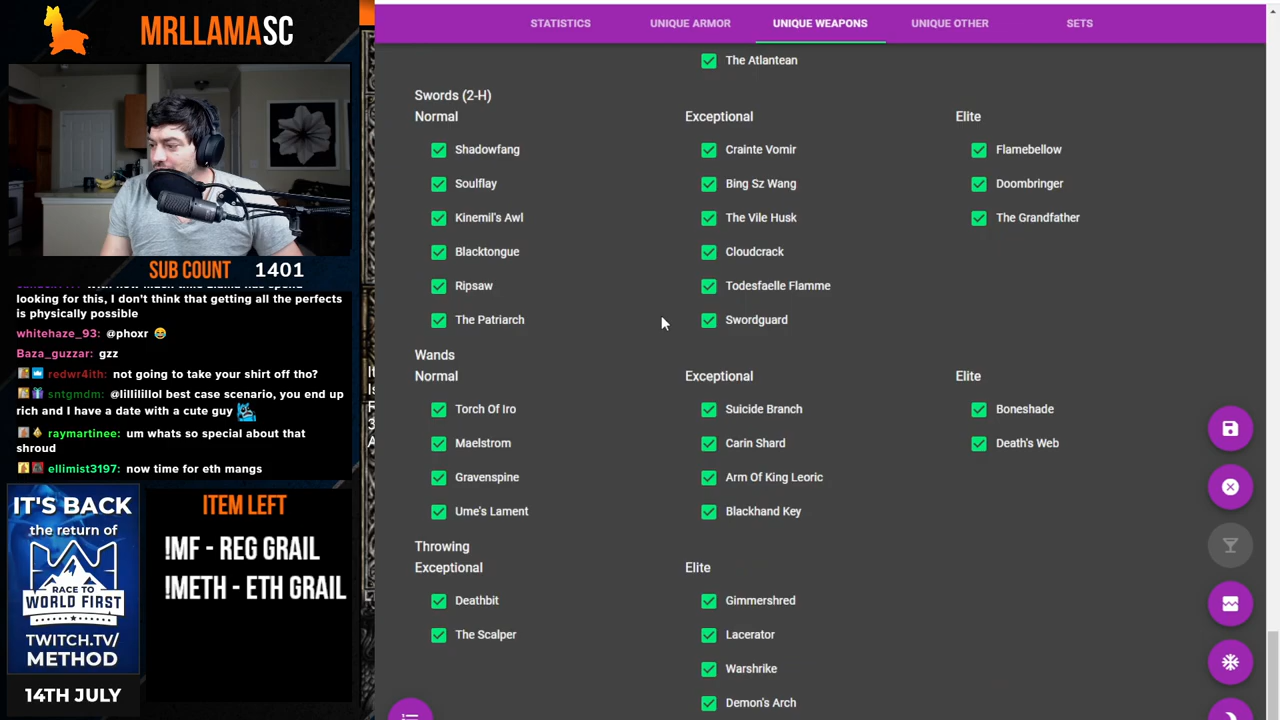 MRLLAMASC
STATISTICS
UNIQUE ARMOR
UNIQUE WEAPONS
UNIQUE OTHER
SETS
The Atlantean
Swords (2-H)
Normal
Exceptional
Elite
Shadowfang
Crainte Vomir
Flamebellow
Soulflay
Bing Sz Wang
Doombringer
Kinemil's Awl
The Vile Husk
The Grandfather
Blacktongue
Cloudcrack
Ripsaw
Todesfaelle Flamme
The Patriarch
Swordguard
Wands
Normal
Exceptional
Elite
Torch Of Iro
Suicide Branch
Boneshade
Maelstrom
Carin Shard
Death's Web
Gravenspine
Arm Of King Leoric
Ume's Lament
Blackhand Key
Throwing
Exceptional
Elite
Deathbit
Gimmershred
The Scalper
Lacerator
Warshrike
Demon's Arch
SUB COUNT 1401
looking for this, I don't think that getting all the perfects
is physically possible
whitehaze_93: @phoxr 😂
Baza_guzzar: gzz
redwr4ith: not going to take your shirt off tho?
sntgmdm: @lillilillol best case scenario, you end up
rich and I have a date with a cute guy
raymartinee: um whats so special about that
shroud
ellimist3197: now time for eth mangs
IT'S BACK
the return of
RACE TO
WORLD FIRST
TWITCH.TV/
METHOD
14TH JULY
ITEM LEFT
!MF - REG GRAIL
!METH - ETH GRAIL